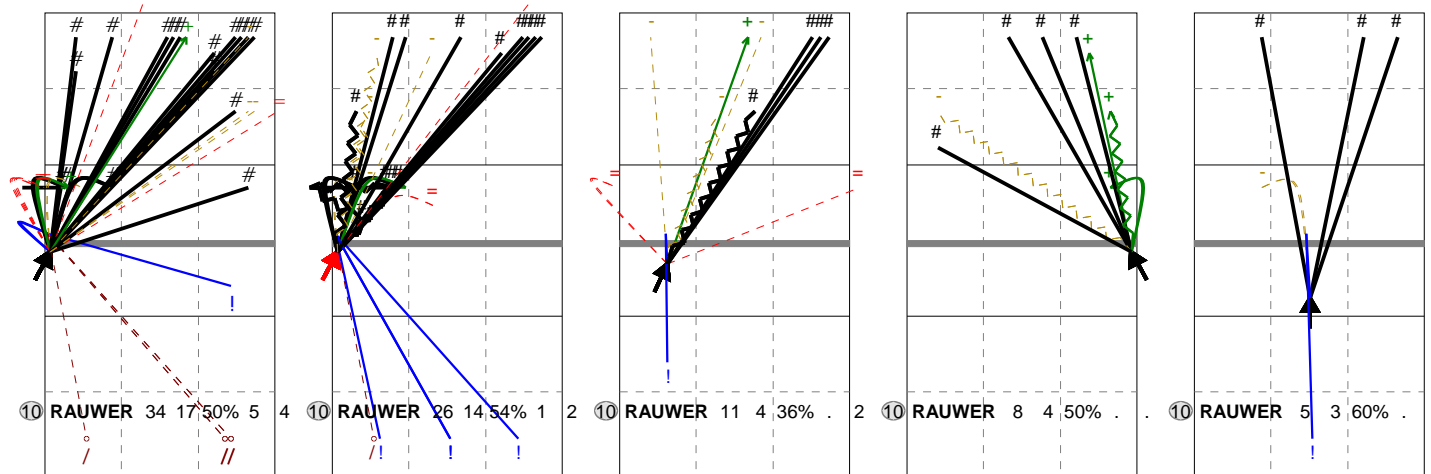 10 RAUWER 34 17 50% 5 4
10 RAUWER 26 14 54% 1 2
10 RAUWER 11 4 36% . 2
10 RAUWER 8 4 50% . .
10 RAUWER 5 3 60% .